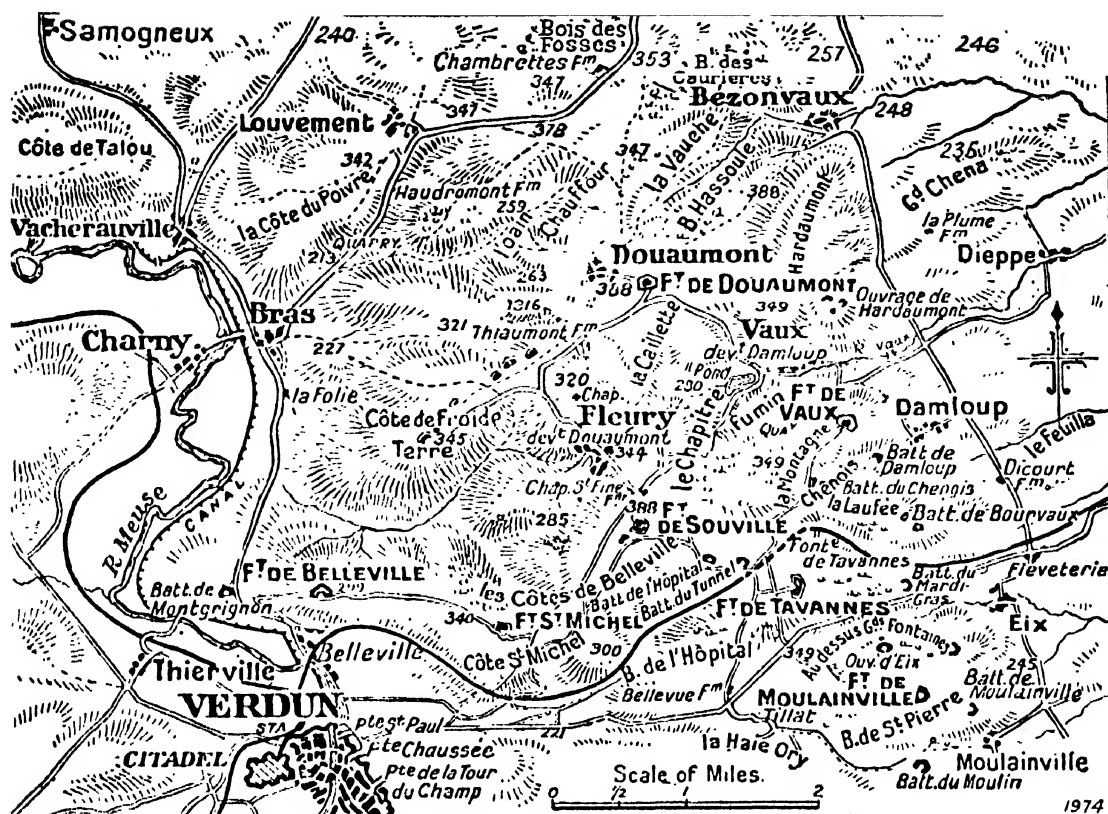 Samogneux
240
Bois des
Fosses
Chambrettes Fm
347
353
B. des
Caurieres
257
246
Bezonvaux
248
Louvement
347
378
Côte de Talou
342
la Côte du Poivre
Haudromont Fm
259
347
la Vauche
B. Hassoule
388
Hardaumont
235
Gd Chena
la Plume
Fm
Dieppe
Vacherauville
QUARRY
213
Chauffour
263
Douaumont
388
FT DE DOUAUMONT
349
Ouvrage de
Hardaumont
Bras
316
321
Thiaumont Fm
la Caillette
Vaux
devt Damloup
Vaux
Charny
227
Pond
290
la Folie
320
Chap.
Fleury
devt Douaumont
344
le Chapitre
Fumin
FT DE
VAUX
Damloup
Côte de Froide
345
Terre
349
la Montagne
Chênois
Batt. de
Damloup
le Feuilla
Dicourt
Fm
Chap. St Fine
Batt. du Chenois
la Laufée
Batt. de Bourvaux
R. Meuse
CANAL
285
388
FT
DE SOUVILLE
FT DE BELLEVILLE
les
Côtes de Belleville
Batt. de l'Hôpital
Batt. du Tunnel
de Tavannes
Batt. du
Mardi-
Gras
Fleveterie
Batt. de
Montgrignon
340
FT ST MICHEL
FT DE TAVANNES
Eix
Côte St Michel
300
B. de l'Hôpital
349
Au dessus Gds Fontaines
Ouv. d'Eix
245
Thierville
Belleville
Bellevue Fm
FT DE
MOULAINVILLE
Batt. de
Moulainville
VERDUN
STA
Pte St Paul
221
Tillat
B. de St Pierre
CITADEL
Pte Chaussée
Pte de la Tour
du Champ
la Haie Ory
Moulainville
Batt. du Moulin
Scale of Miles.
0 1/2 1 2
1974